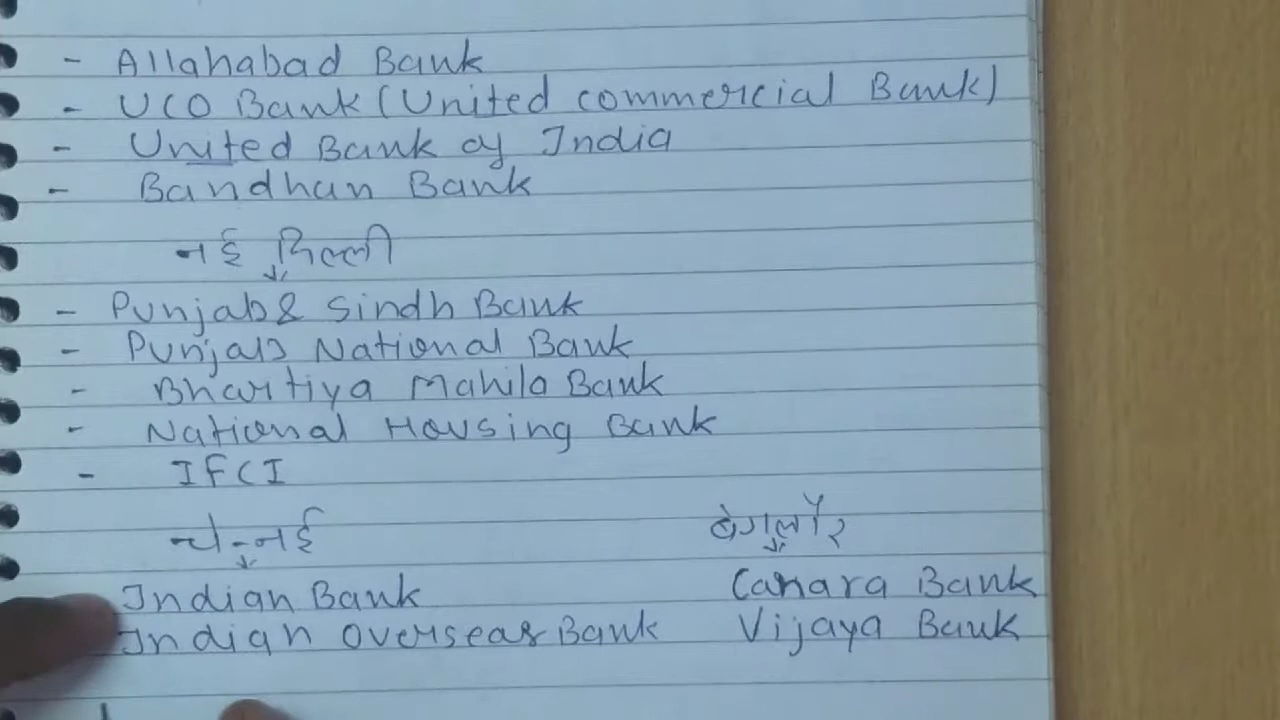 - Allahabad Bank
- UCO Bank (United commercial Bank)
- United Bank of India
- Bandhan Bank
नई दिल्ली
- Punjab & Sindh Bank
- Punjab National Bank
- Bhartiya Mahila Bank
- National Housing Bank
- IFCI
चेन्नई
बेंगलौर
Indian Bank
Canara Bank
Indian Overseas Bank
Vijaya Bank